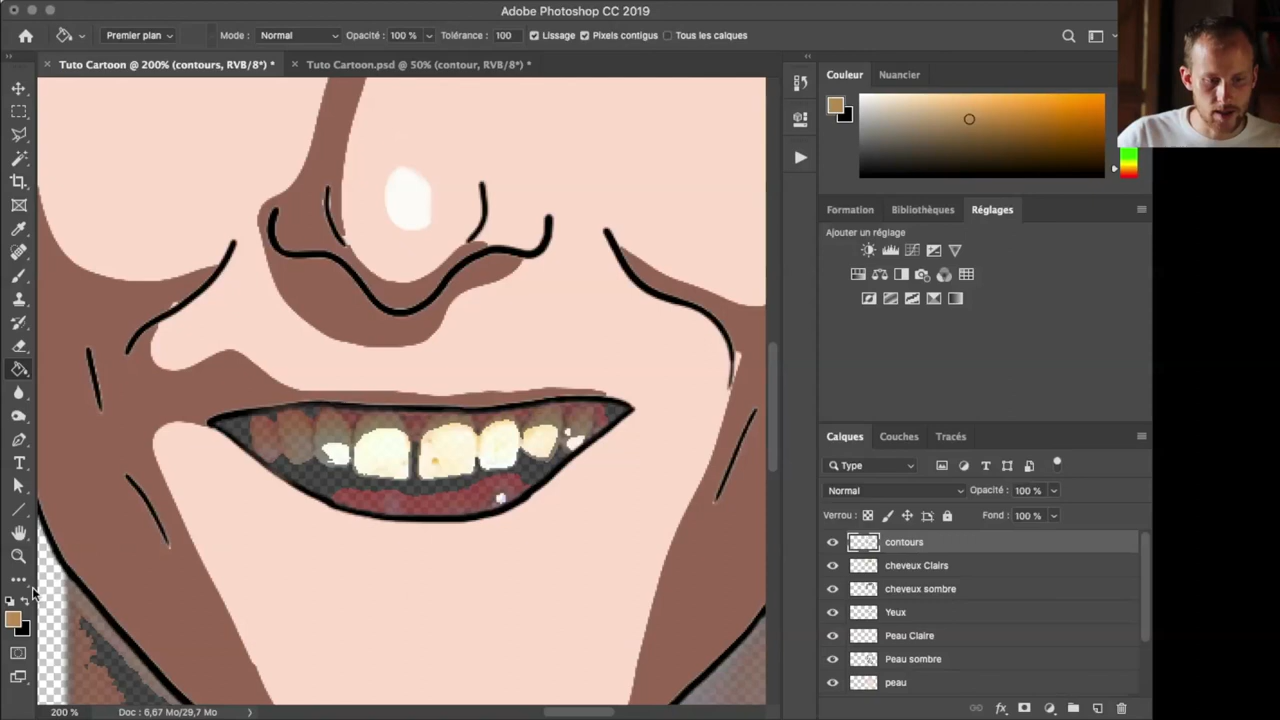 Adobe Photoshop CC 2019
Premier plan Mode : Normal Opacité : 100 % Tolérance : 100 Lissage Pixels contigus Tous les calques
Tuto Cartoon @ 200% (contours, RVB/8*) * Tuto Cartoon.psd @ 50% (contour, RVB/8*) *
Couleur Nuancier
Formation Bibliothèques Réglages
Ajouter un réglage
Calques Couches Tracés
Type
Normal Opacité : 100 %
Verrou : Fond : 100 %
contours
cheveux Clairs
cheveux sombre
Yeux
Peau Claire
Peau sombre
peau
200 % Doc : 6,67 Mo/29,7 Mo